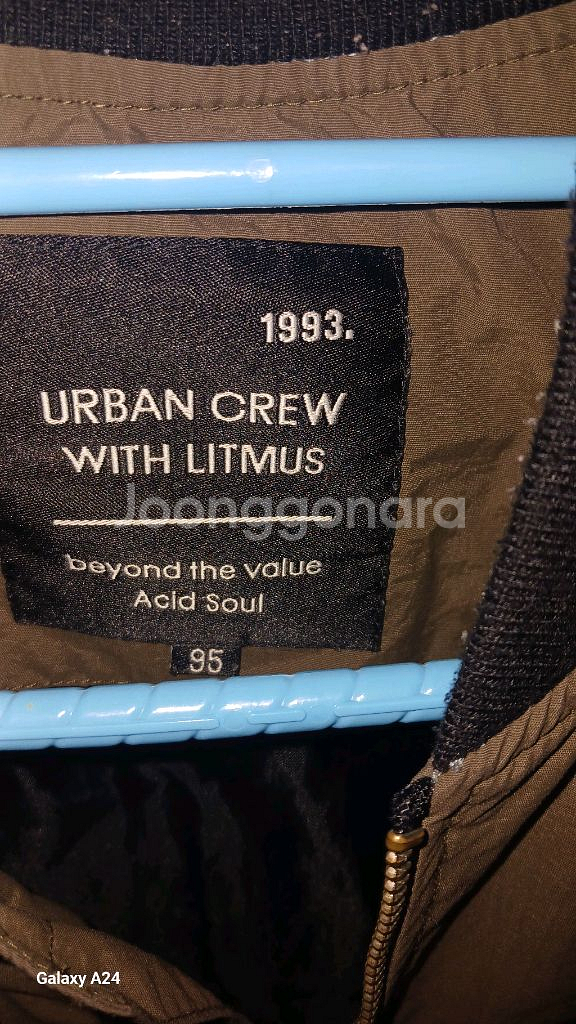 1993.
URBAN CREW
WITH LITMUS
Joonggonara
beyond the value
Acid Soul
95
Galaxy A24